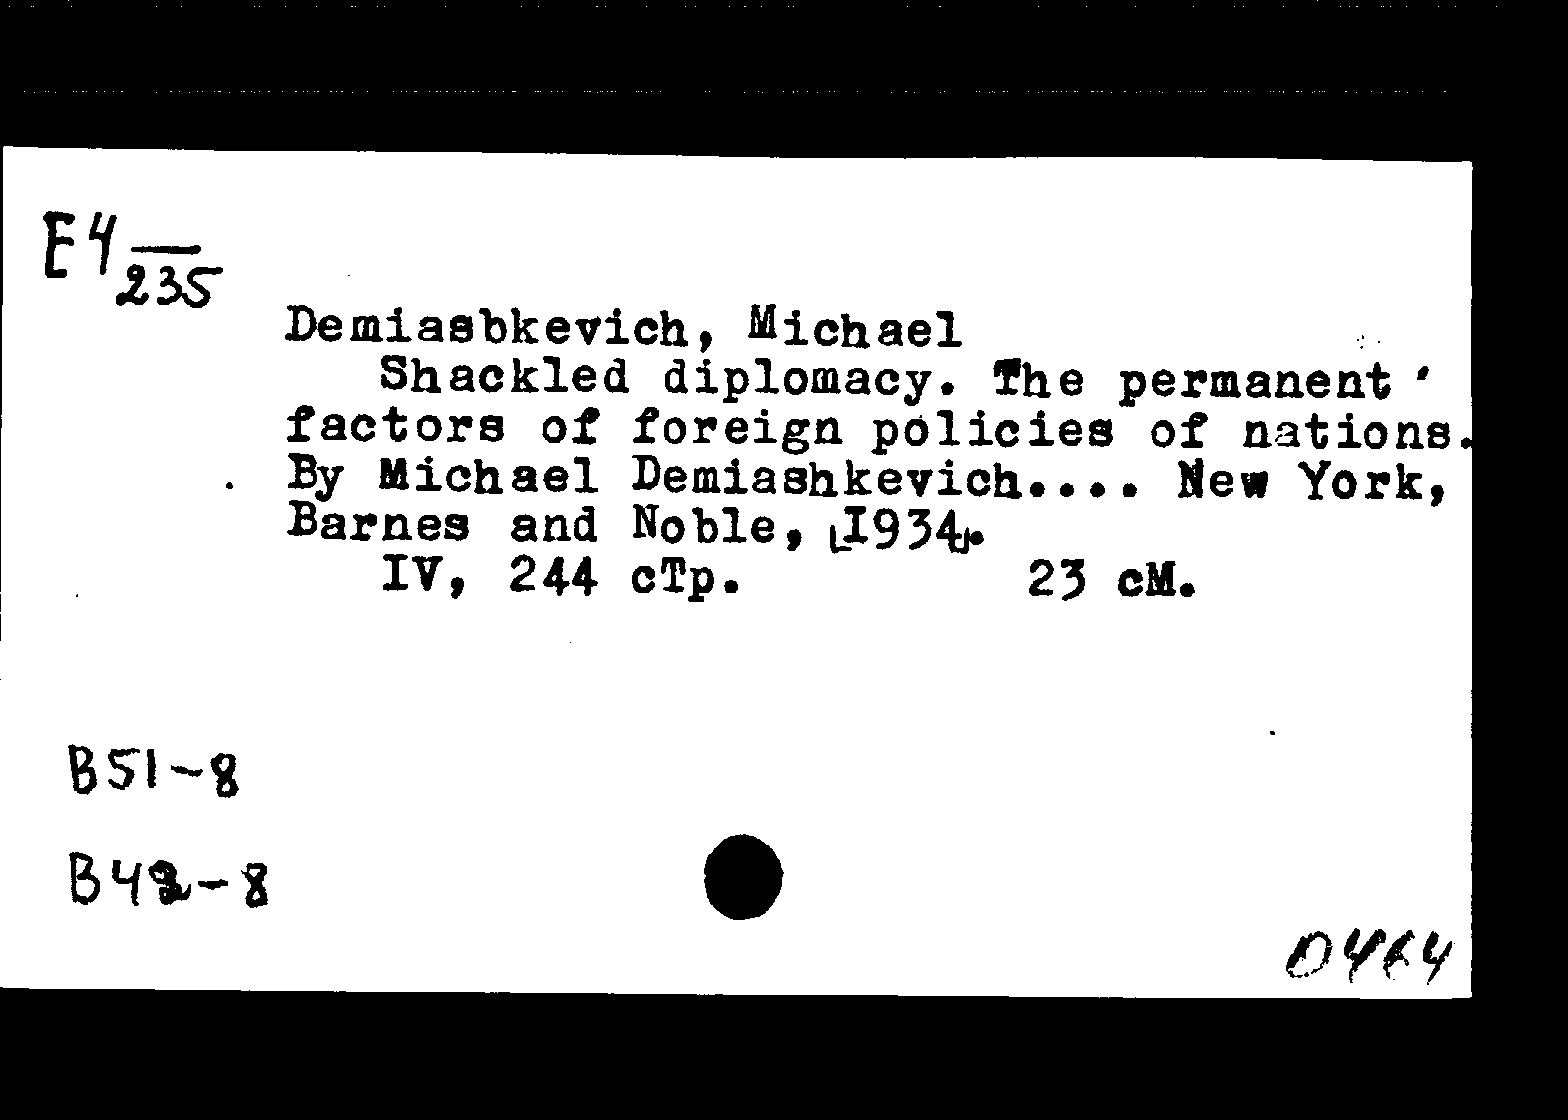 E4 235
Demiasbkevich, Michael
Shackled diplomacy. The permanent
factors of foreign policies of nations.
By Michael Demiashkevich.... New York,
Barnes and Noble, [1934].
IV, 244 cTp. 23 cM.
B51-8
B42-8